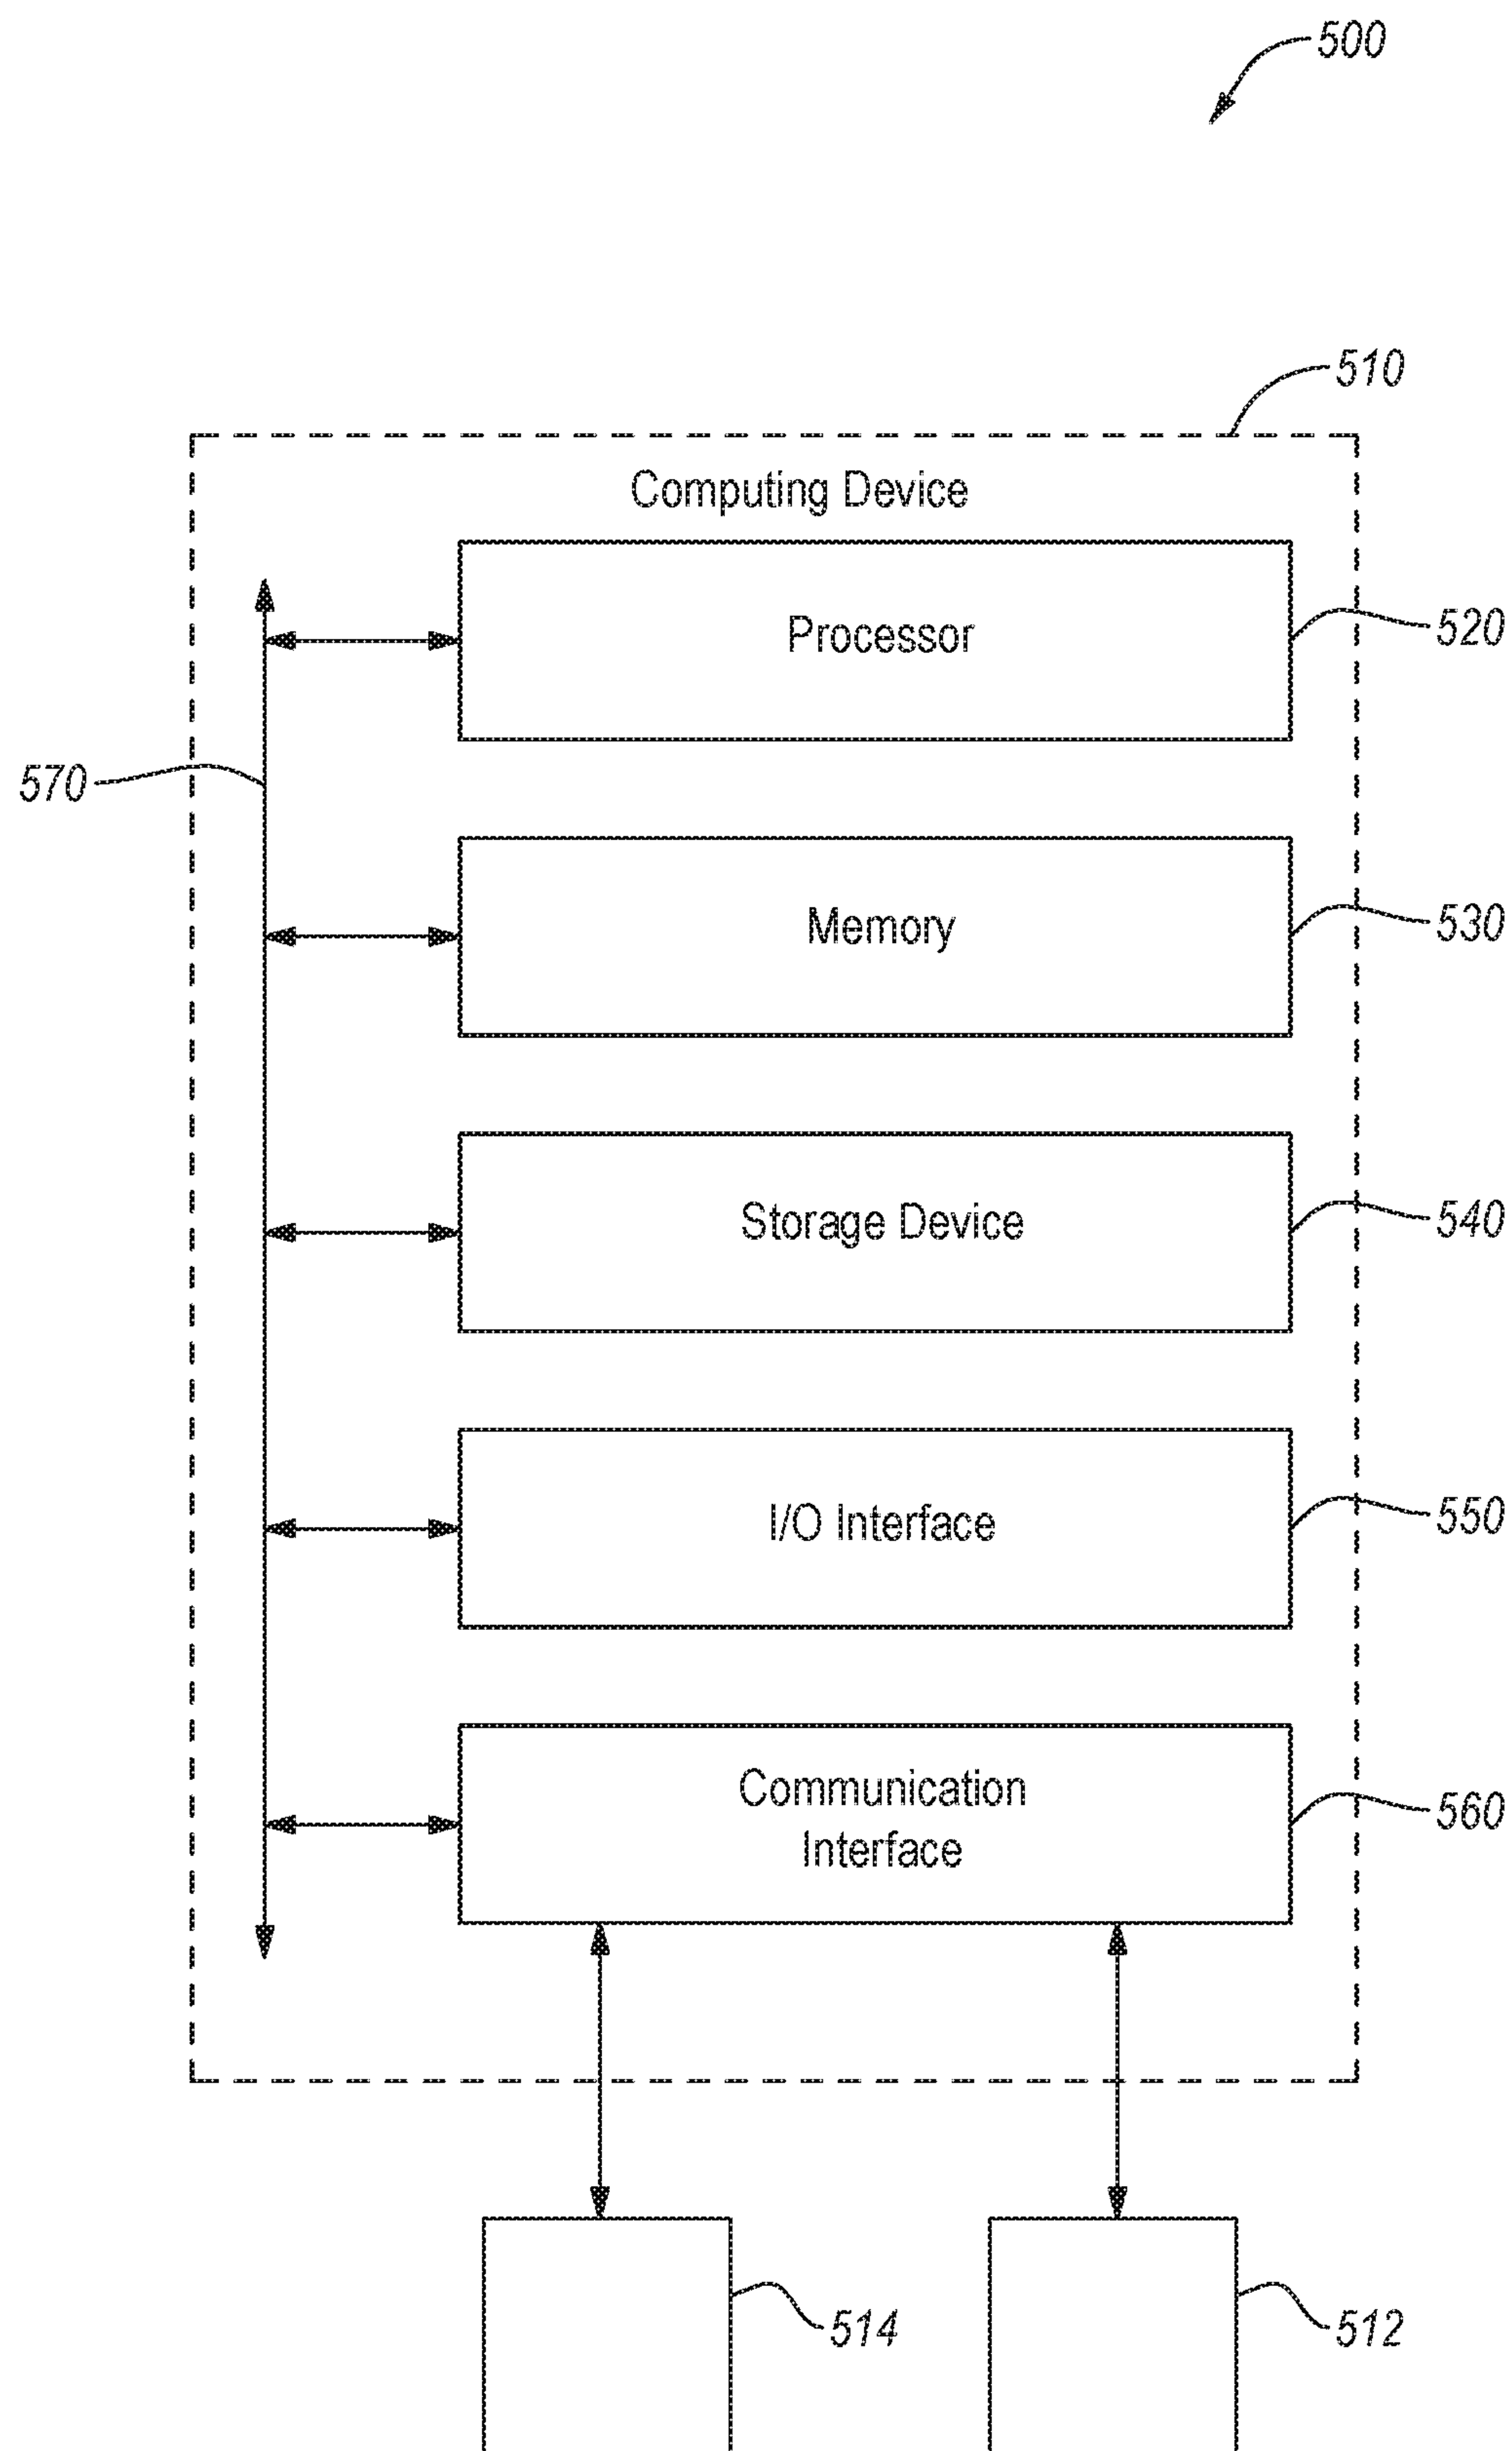 500
510
Computing Device
Processor
520
570
Memory
530
Storage Device
540
I/O Interface
550
Communication
Interface
560
514
512